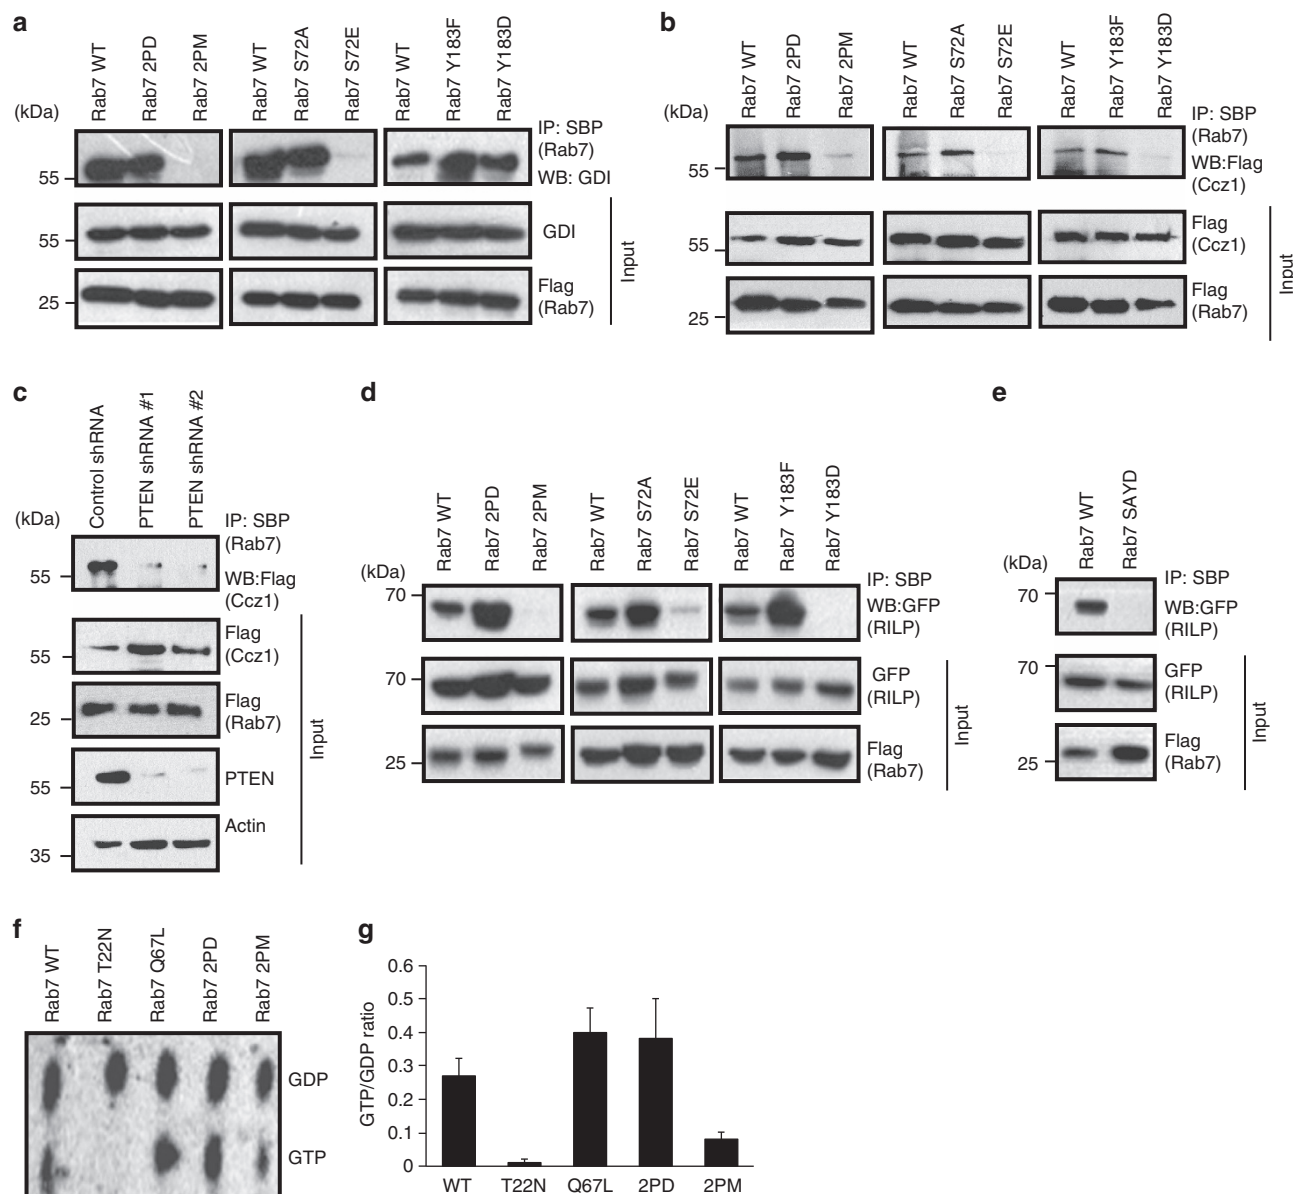 a
(kDa)
Rab7 WT
Rab7 2PD
Rab7 2PM
Rab7 WT
Rab7 S72A
Rab7 S72E
Rab7 WT
Rab7 Y183F
Rab7 Y183D
55
IP: SBP
(Rab7)
WB: GDI
55
GDI
25
Flag
(Rab7)
Input
b
(kDa)
Rab7 WT
Rab7 2PD
Rab7 2PM
Rab7 WT
Rab7 S72A
Rab7 S72E
Rab7 WT
Rab7 Y183F
Rab7 Y183D
55
IP: SBP
(Rab7)
WB:Flag
(Ccz1)
55
Flag
(Ccz1)
25
Flag
(Rab7)
Input
c
(kDa)
Control shRNA
PTEN shRNA #1
PTEN shRNA #2
55
IP: SBP
(Rab7)
WB:Flag
(Ccz1)
55
Flag
(Ccz1)
25
Flag
(Rab7)
55
PTEN
35
Actin
Input
d
(kDa)
Rab7 WT
Rab7 2PD
Rab7 2PM
Rab7 WT
Rab7 S72A
Rab7 S72E
Rab7 WT
Rab7 Y183F
Rab7 Y183D
70
IP: SBP
WB:GFP
(RILP)
70
GFP
(RILP)
25
Flag
(Rab7)
Input
e
(kDa)
Rab7 WT
Rab7 SAYD
70
IP: SBP
WB:GFP
(RILP)
70
GFP
(RILP)
25
Flag
(Rab7)
Input
f
Rab7 WT
Rab7 T22N
Rab7 Q67L
Rab7 2PD
Rab7 2PM
GDP
GTP
g
GTP/GDP ratio
0.6
0.5
0.4
0.3
0.2
0.1
0
WT
T22N
Q67L
2PD
2PM